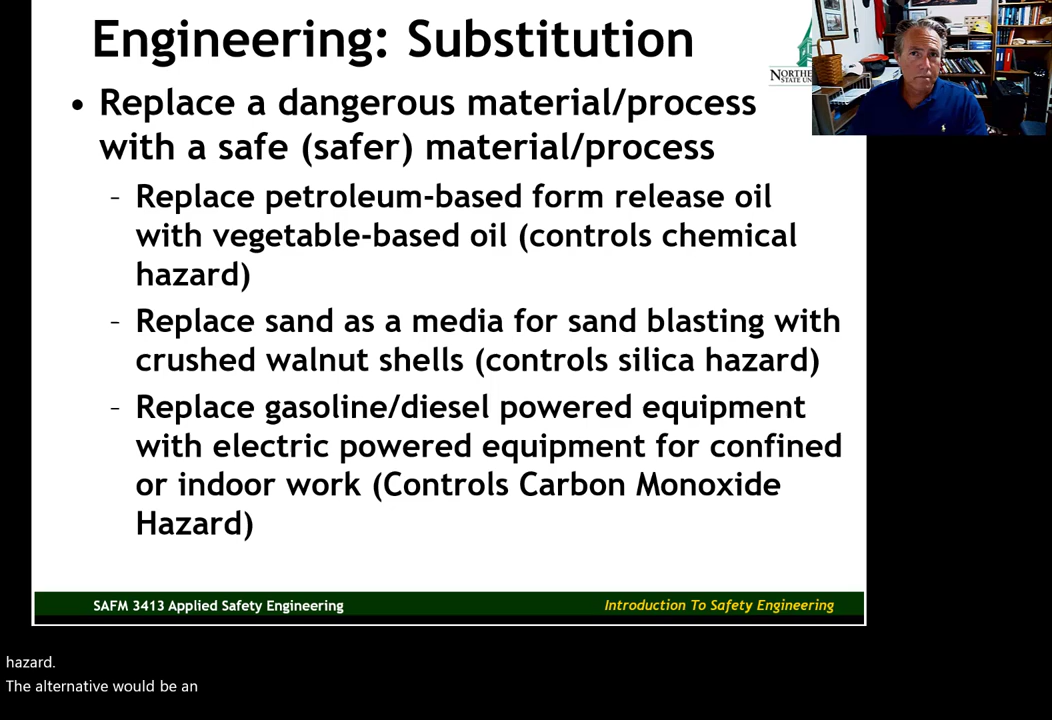 Engineering: Substitution
• Replace a dangerous material/process
with a safe (safer) material/process
- Replace petroleum-based form release oil
with vegetable-based oil (controls chemical
hazard)
- Replace sand as a media for sand blasting with
crushed walnut shells (controls silica hazard)
- Replace gasoline/diesel powered equipment
with electric powered equipment for confined
or indoor work (Controls Carbon Monoxide
Hazard)
SAFM 3413 Applied Safety Engineering
Introduction To Safety Engineering
hazard.
The alternative would be an